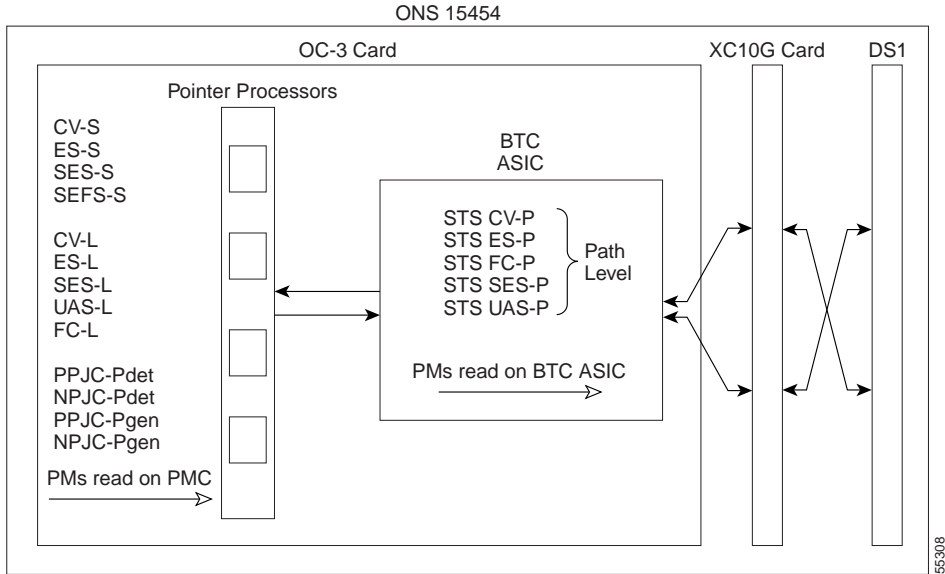 ONS 15454
OC-3 Card
XC10G Card
DS1
Pointer Processors
CV-S
ES-S
SES-S
SEFS-S
CV-L
ES-L
SES-L
UAS-L
FC-L
PPJC-Pdet
NPJC-Pdet
PPJC-Pgen
NPJC-Pgen
PMs read on PMC
BTC
ASIC
STS CV-P
STS ES-P
STS FC-P
STS SES-P
STS UAS-P
Path
Level
PMs read on BTC ASIC
55308